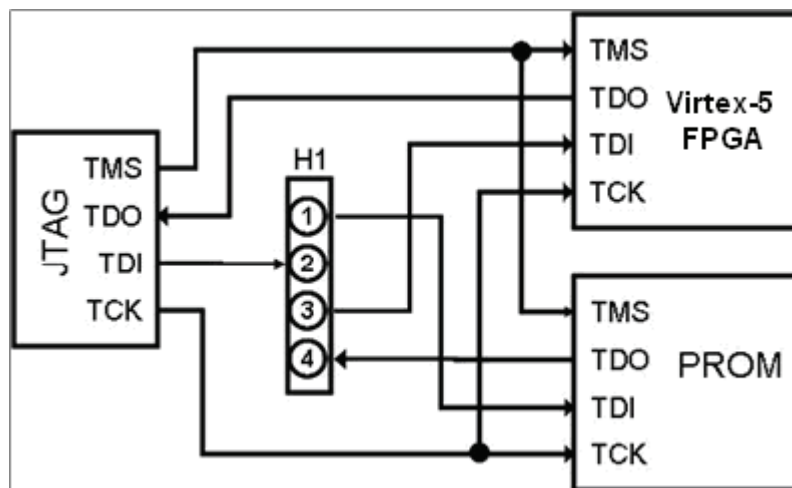 JTAG
TMS
TDO
TDI
TCK
H1
1
2
3
4
TMS
TDO
TDI
TCK
Virtex-5
FPGA
TMS
TDO
TDI
TCK
PROM